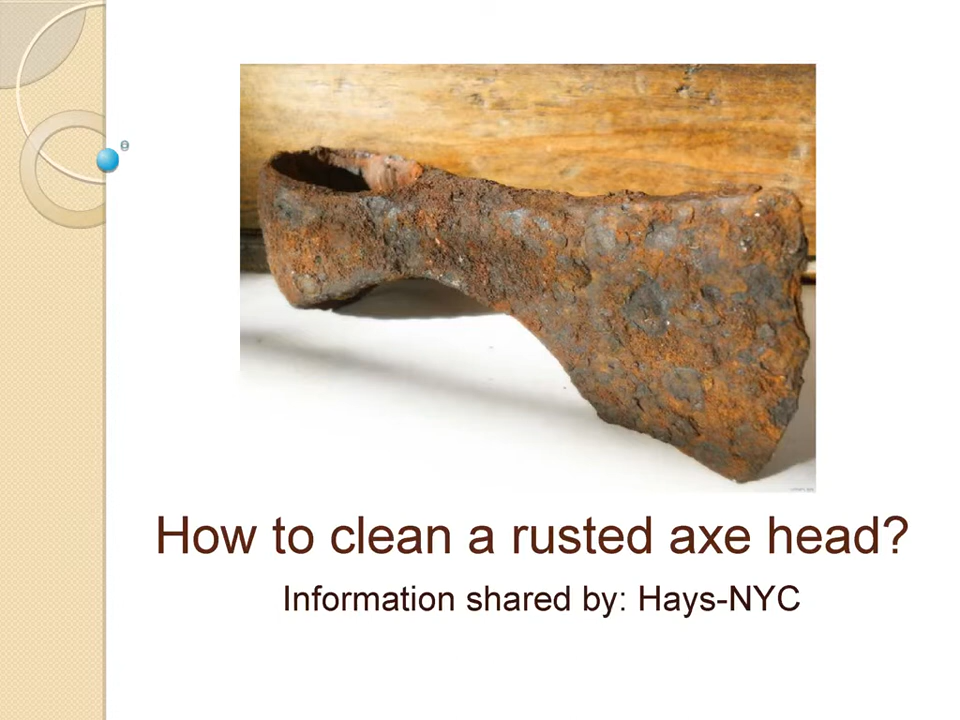 How to clean a rusted axe head?
Information shared by: Hays-NYC